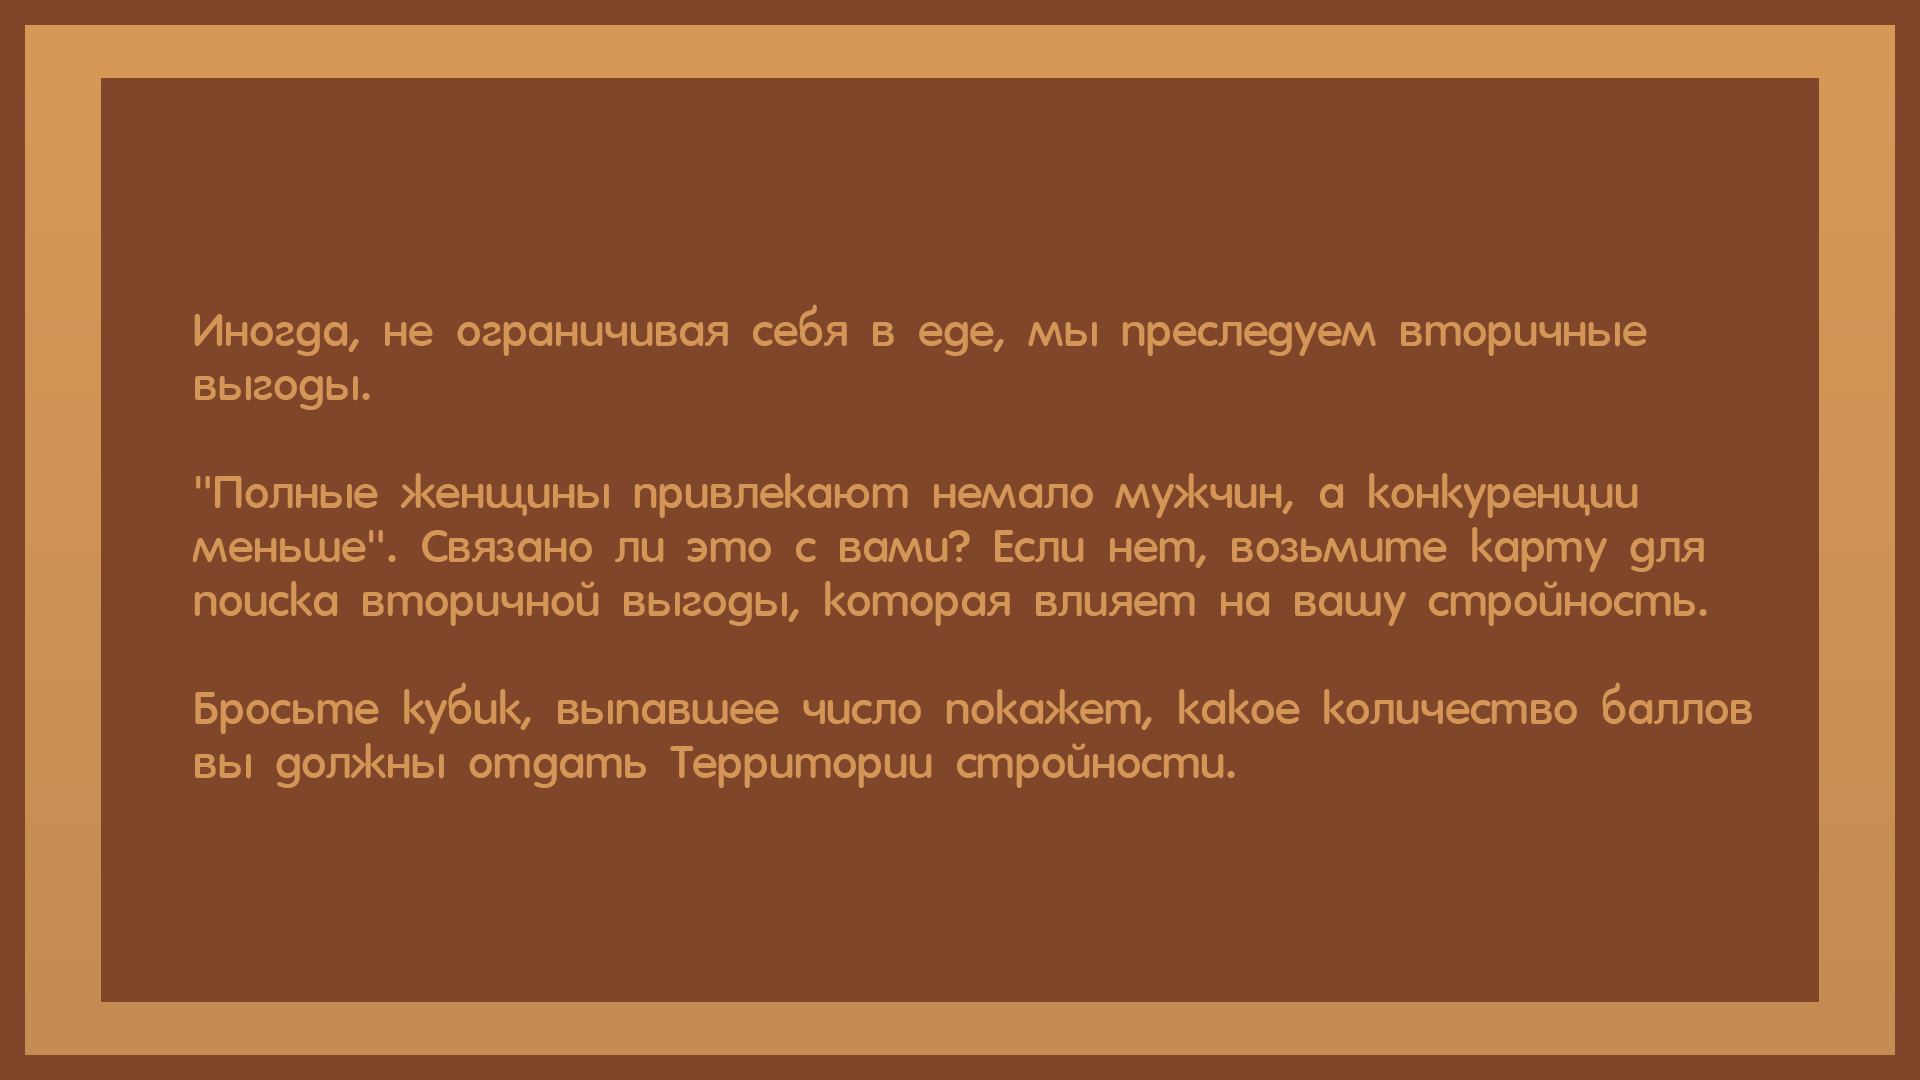 Иногда, не ограничивая себя в еде, мы преследуем вторичные
выгоды.
"Полные женщины привлекают немало мужчин, а конкуренции
меньше". Связано ли это с вами? Если нет, возьмите карту для
поиска вторичной выгоды, которая влияет на вашу стройность.
Бросьте кубик, выпавшее число покажет, какое количество баллов
вы должны отдать Территории стройности.